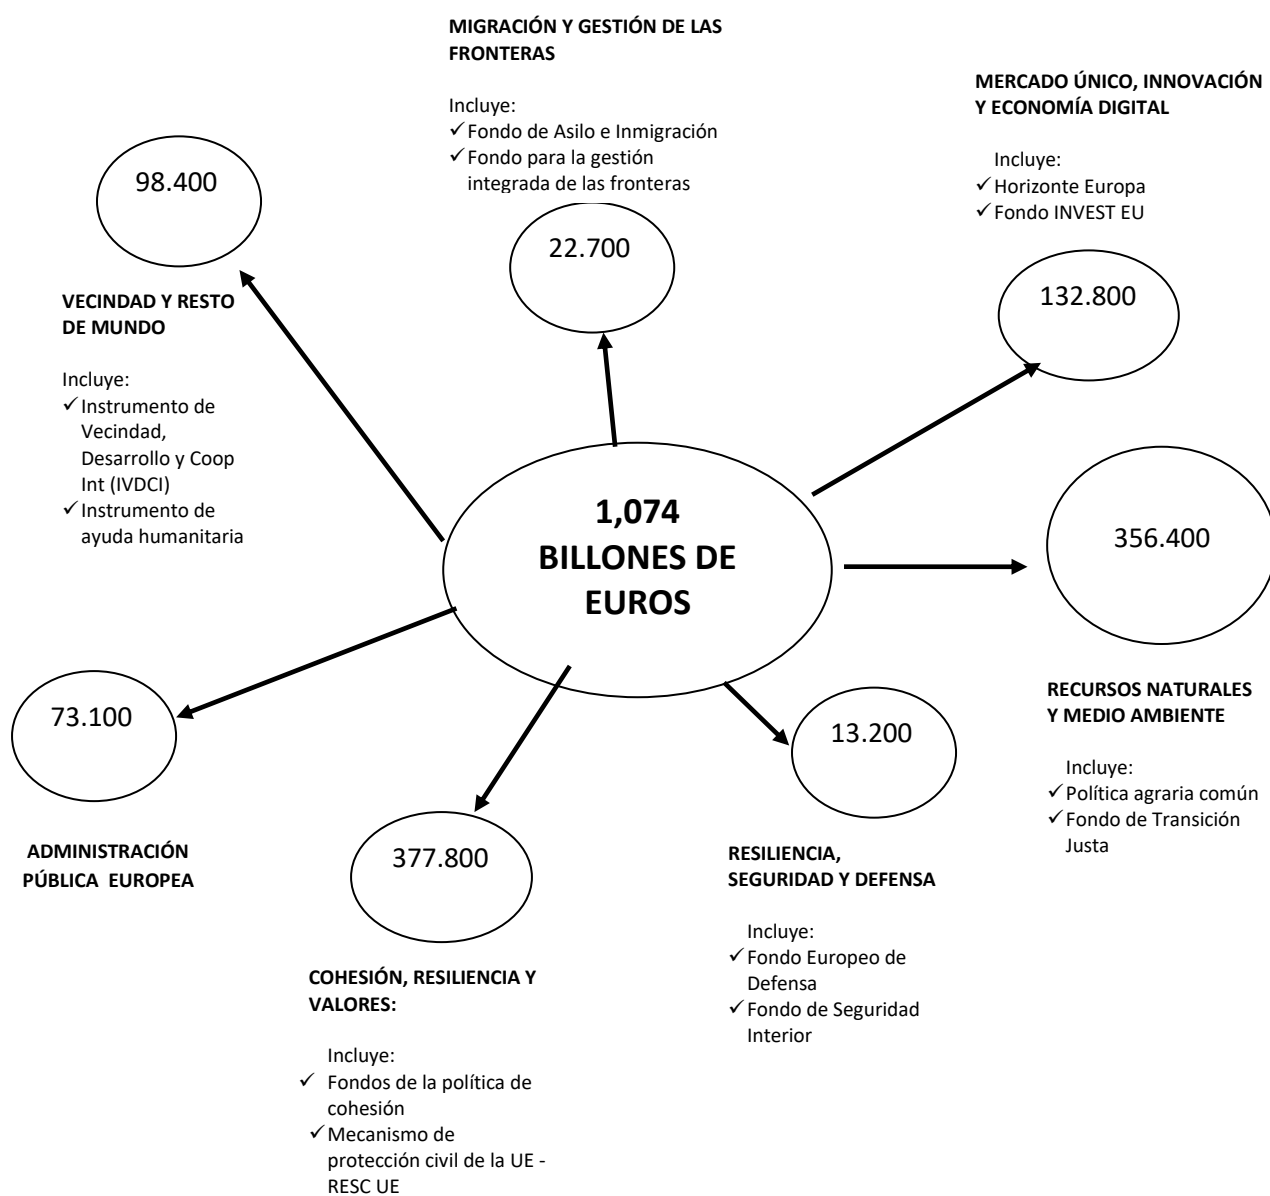 MIGRACIÓN Y GESTIÓN DE LAS
FRONTERAS
Incluye:
✓ Fondo de Asilo e Inmigración
✓ Fondo para la gestión
integrada de las fronteras
22.700
MERCADO ÚNICO, INNOVACIÓN
Y ECONOMÍA DIGITAL
Incluye:
✓ Horizonte Europa
✓ Fondo INVEST EU
132.800
98.400
VECINDAD Y RESTO
DE MUNDO
Incluye:
✓ Instrumento de
Vecindad,
Desarrollo y Coop
Int (IVDCI)
✓ Instrumento de
ayuda humanitaria
1,074
BILLONES DE
EUROS
356.400
RECURSOS NATURALES
Y MEDIO AMBIENTE
Incluye:
✓ Política agraria común
✓ Fondo de Transición
Justa
73.100
ADMINISTRACIÓN
PÚBLICA EUROPEA
377.800
COHESIÓN, RESILIENCIA Y
VALORES:
Incluye:
✓ Fondos de la política de
cohesión
✓ Mecanismo de
protección civil de la UE -
RESC UE
13.200
RESILIENCIA,
SEGURIDAD Y DEFENSA
Incluye:
✓ Fondo Europeo de
Defensa
✓ Fondo de Seguridad
Interior